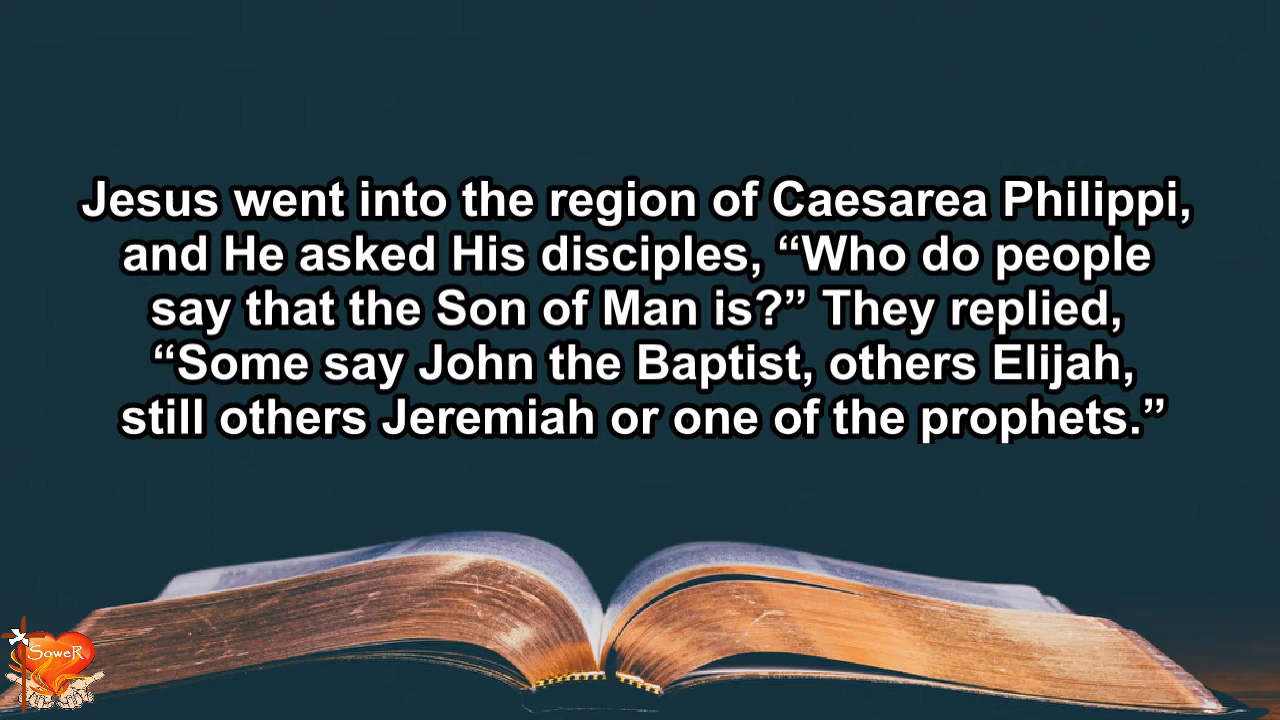 Jesus went into the region of Caesarea Philippi,
and He asked His disciples, “Who do people
say that the Son of Man is?” They replied,
“Some say John the Baptist, others Elijah,
still others Jeremiah or one of the prophets.”
SoweR